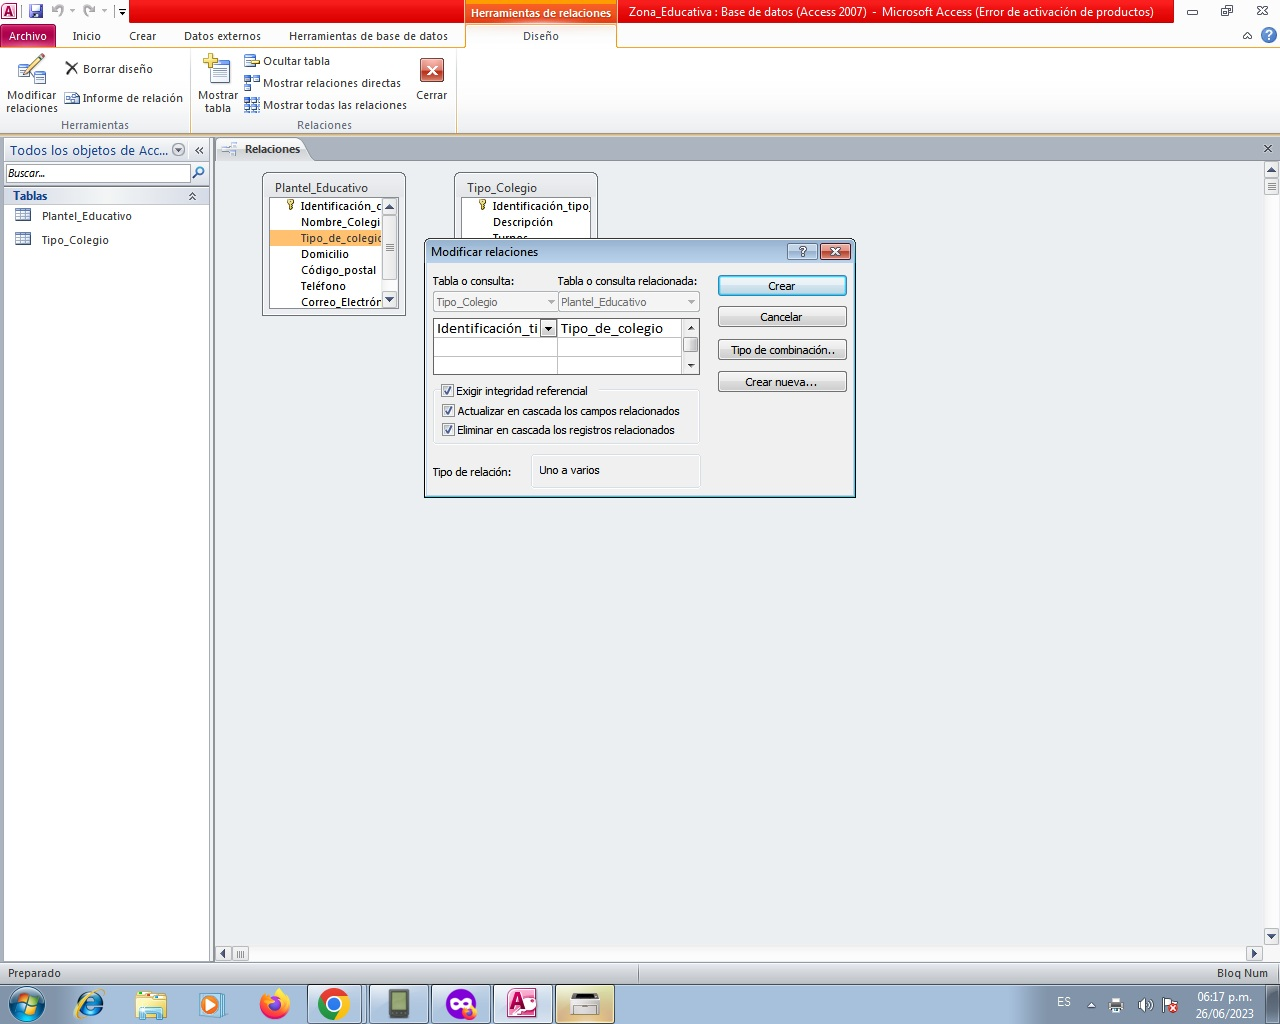 Herramientas de relaciones
Zona_Educativa : Base de datos (Access 2007) - Microsoft Access (Error de activación de productos)
Archivo
Inicio
Crear
Datos externos
Herramientas de base de datos
Diseño
Modificar relaciones
Borrar diseño
Informe de relación
Herramientas
Mostrar tabla
Ocultar tabla
Mostrar relaciones directas
Mostrar todas las relaciones
Cerrar
Relaciones
Todos los objetos de Acc...
Buscar...
Tablas
Plantel_Educativo
Tipo_Colegio
Relaciones
Plantel_Educativo
Identificación_c
Nombre_Colegi
Tipo_de_colegio
Domicilio
Código_postal
Teléfono
Correo_Electrón
Tipo_Colegio
Identificación_tipo_
Descripción
Modificar relaciones
Tabla o consulta:
Tabla o consulta relacionada:
Tipo_Colegio
Plantel_Educativo
Identificación_ti
Tipo_de_colegio
Exigir integridad referencial
Actualizar en cascada los campos relacionados
Eliminar en cascada los registros relacionados
Tipo de relación:
Uno a varios
Crear
Cancelar
Tipo de combinación..
Crear nueva...
Preparado
Bloq Num
ES
06:17 p.m.
26/06/2023